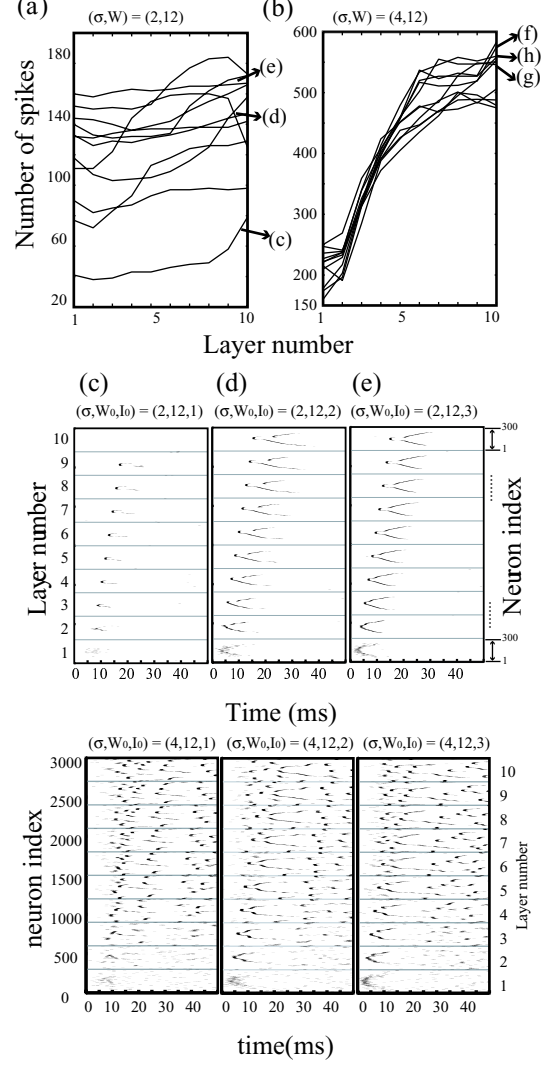 (a)
(σ,W) = (2,12)
(b)
(σ,W) = (4,12)
Number of spikes
180
140
100
60
20
1
5
10
(e)
(d)
(c)
600
500
400
300
200
150
1
5
10
(f)
(h)
(g)
Layer number
(c)
(d)
(e)
(σ,W0,I0) = (2,12,1)
(σ,W0,I0) = (2,12,2)
(σ,W0,I0) = (2,12,3)
Layer number
10
9
8
7
6
5
4
3
2
1
300
1
Neuron index
300
1
0 10 20 30 40
0 10 20 30 40
0 10 20 30 40
Time (ms)
(σ,W0,I0) = (4,12,1)
(σ,W0,I0) = (4,12,2)
(σ,W0,I0) = (4,12,3)
neuron index
3000
2500
2000
1500
1000
500
0
10
9
8
7
6
5
4
3
2
1
Layer number
0 10 20 30 40
0 10 20 30 40
0 10 20 30 40
time(ms)